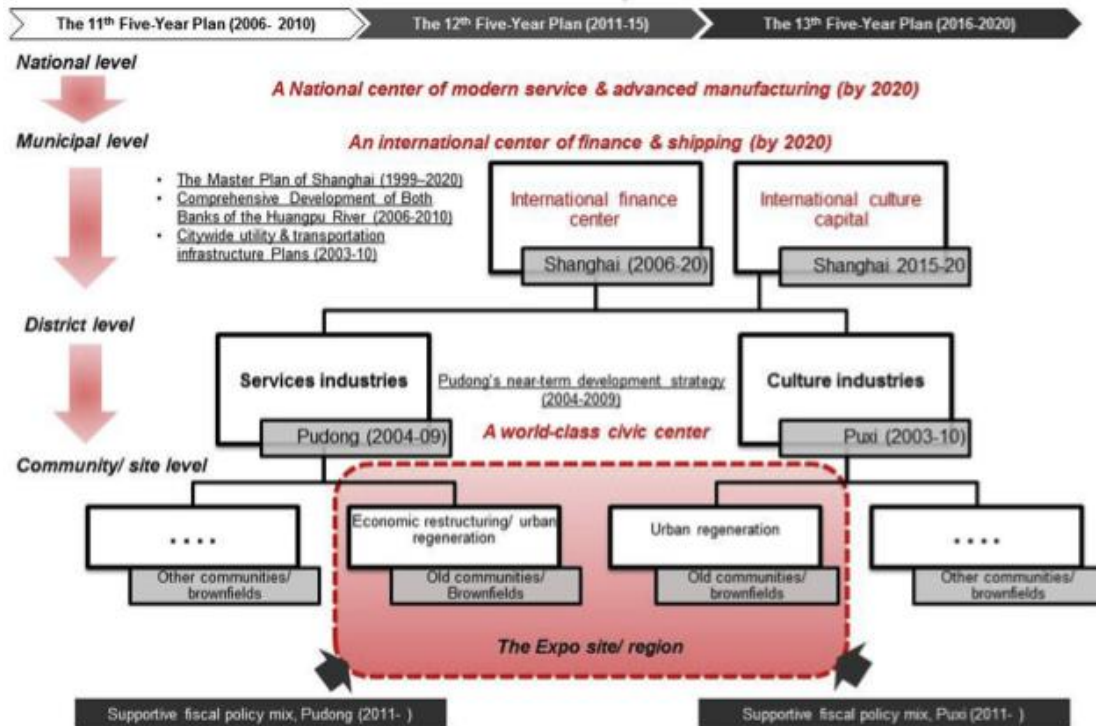 The 11th Five-Year Plan (2006- 2010)
The 12th Five-Year Plan (2011-15)
The 13th Five-Year Plan (2016-2020)
National level
A National center of modern service & advanced manufacturing (by 2020)
Municipal level
An international center of finance & shipping (by 2020)
• The Master Plan of Shanghai (1999–2020)
• Comprehensive Development of Both
Banks of the Huangpu River (2006-2010)
• Citywide utility & transportation
infrastructure Plans (2003-10)
International finance
center
Shanghai (2006-20)
International culture
capital
Shanghai 2015-20
District level
Services industries
Pudong (2004-09)
Pudong's near-term development strategy
(2004-2009)
Culture industries
Puxi (2003-10)
A world-class civic center
Community/ site level
....
Other communities/
brownfields
Economic restructuring/ urban
regeneration
Old communities/
Brownfields
Urban regeneration
Old communities/
brownfields
....
Other communities/
brownfields
The Expo site/ region
Supportive fiscal policy mix, Pudong (2011- )
Supportive fiscal policy mix, Puxi (2011- )